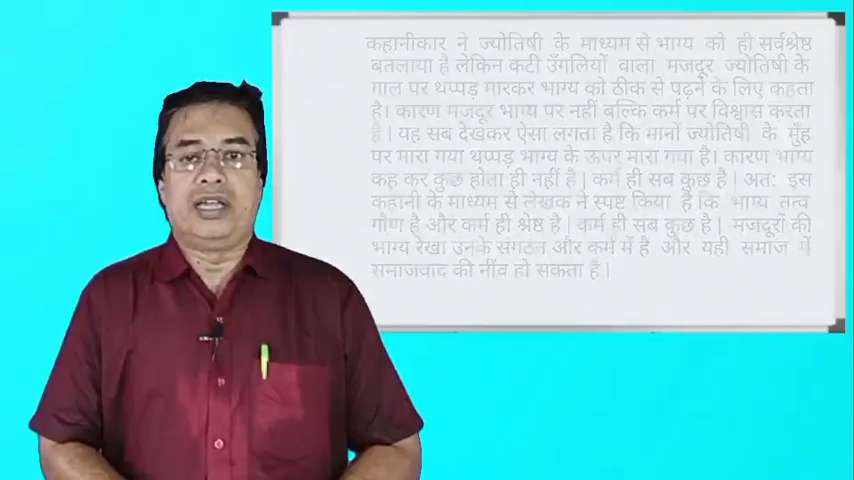 कहानीकार ने ज्योतिषी के माध्यम से भाग्य को ही सर्वश्रेष्ठ
बतलाया है लेकिन कटी उँगलियों वाला मजदूर ज्योतिषी के
गाल पर थप्पड़ मारकर भाग्य को ठीक से पढ़ने के लिए कहता
है। कारण मजदूर भाग्य पर नहीं बल्कि कर्म पर विश्वास करता
है | यह सब देखकर ऐसा लगता है कि मानों ज्योतिषी के मुँह
पर मारा गया थप्पड़ भाग्य के ऊपर मारा गया है। कारण भाग्य
कह कर कुछ होता ही नहीं है | कर्म ही सब कुछ है | अत: इस
कहानी के माध्यम से लेखक ने स्पष्ट किया है कि भाग्य तत्व
गौण है और कर्म ही श्रेष्ठ है | कर्म ही सब कुछ है | मजदूरों की
भाग्य रेखा उनके संगठन और कर्म में है और यही समाज में
समाजवाद की नींव हो सकता है |